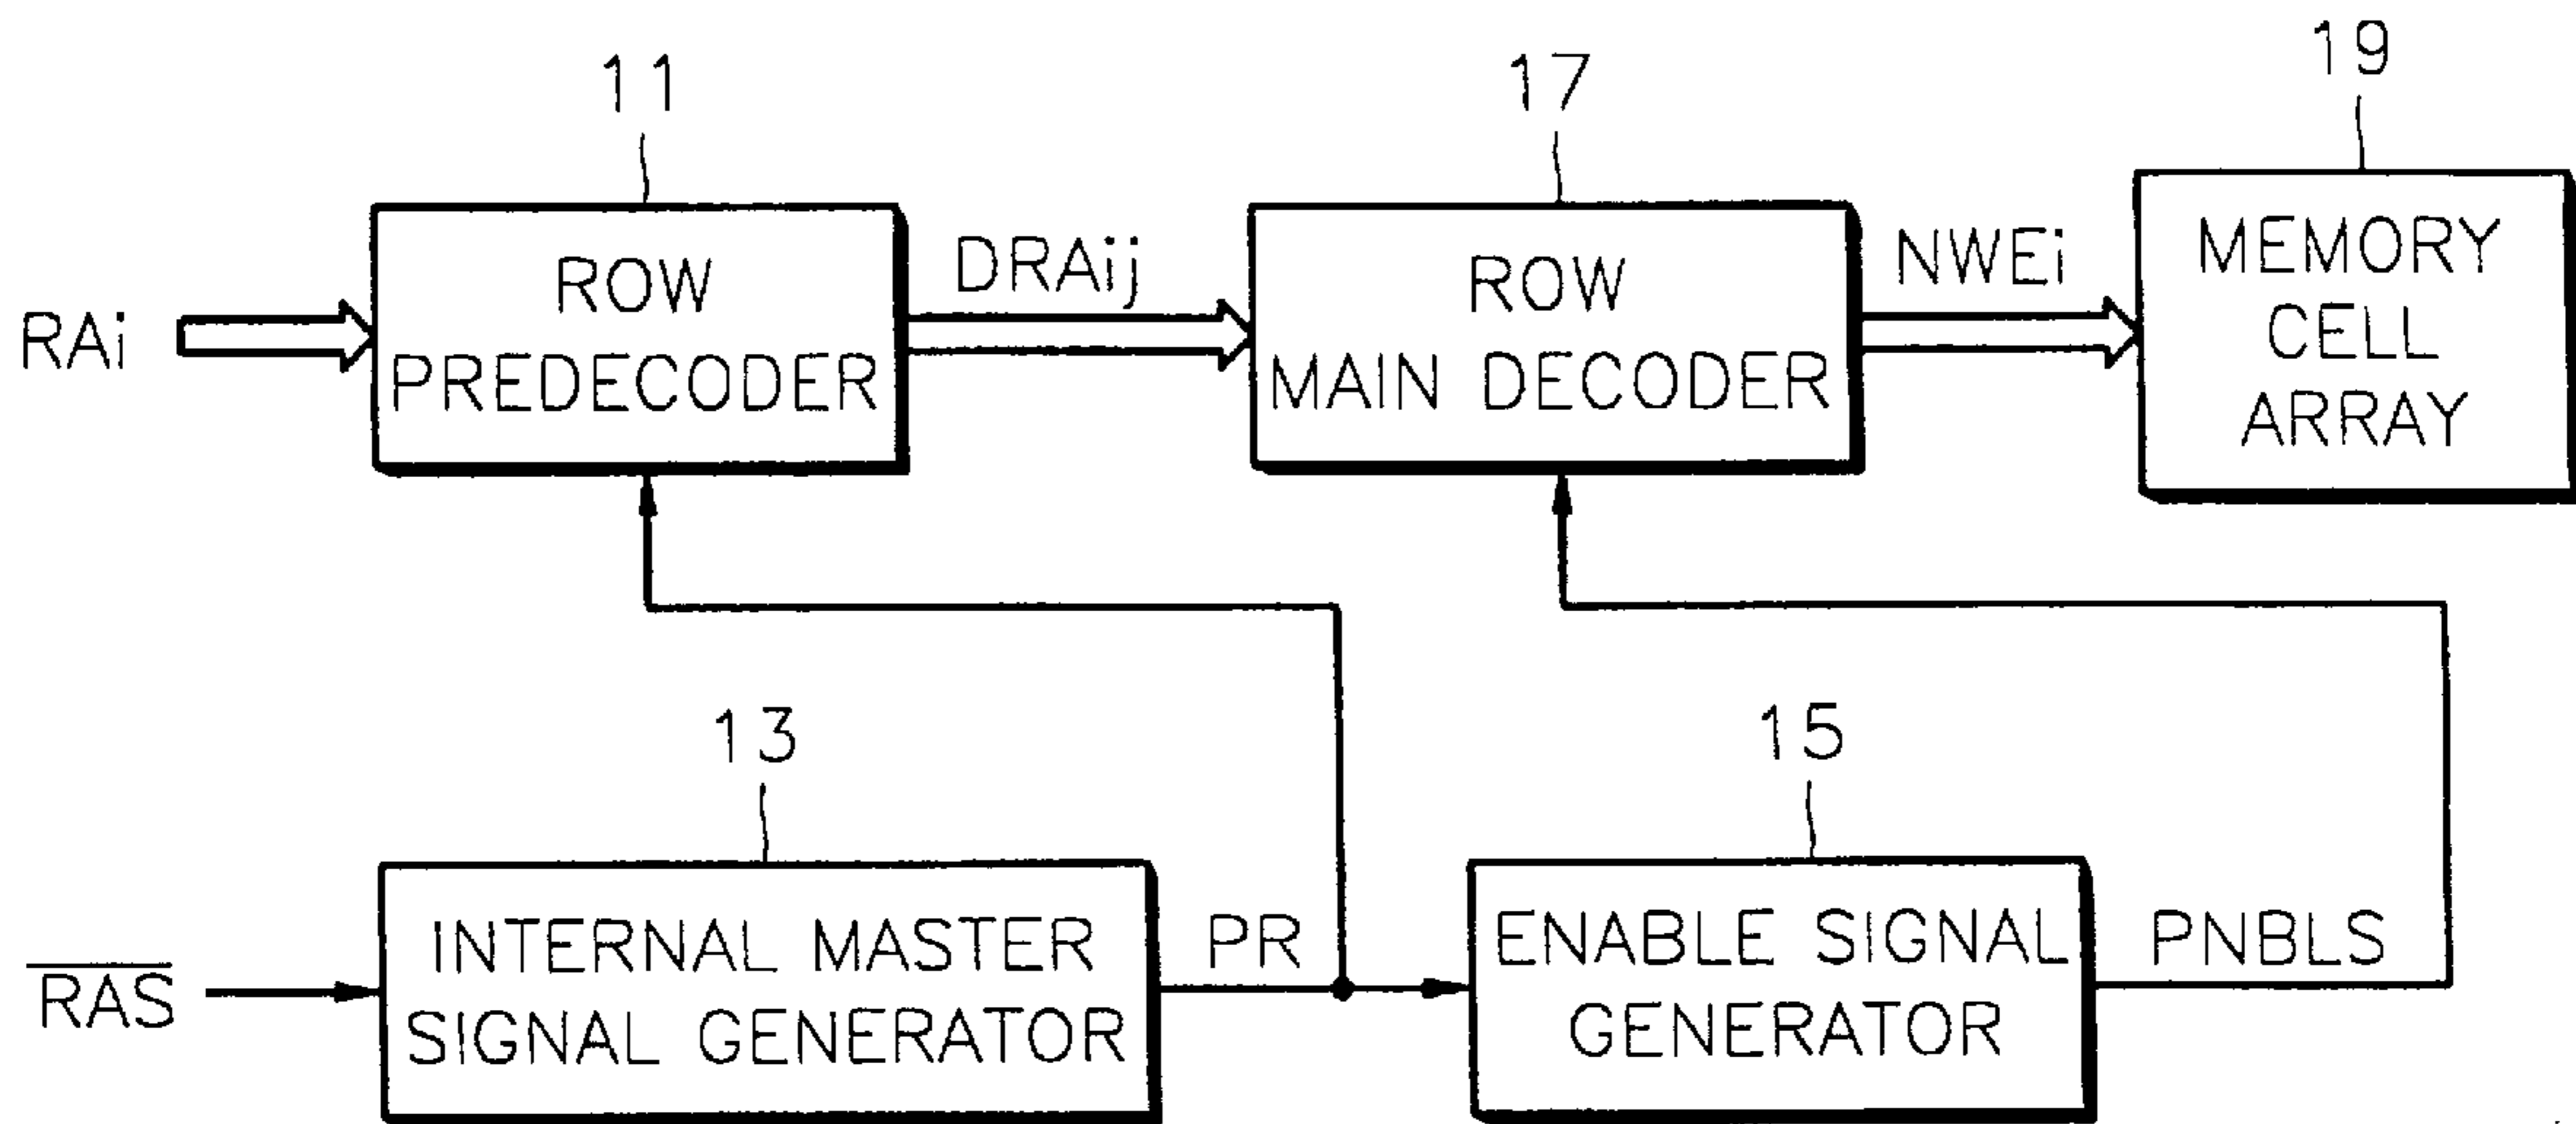 11
17
19
RAi
ROW
PREDECODER
DRAij
ROW
MAIN DECODER
NWEi
MEMORY
CELL
ARRAY
13
15
R̅A̅S̅
INTERNAL MASTER
SIGNAL GENERATOR
PR
ENABLE SIGNAL
GENERATOR
PNBLS